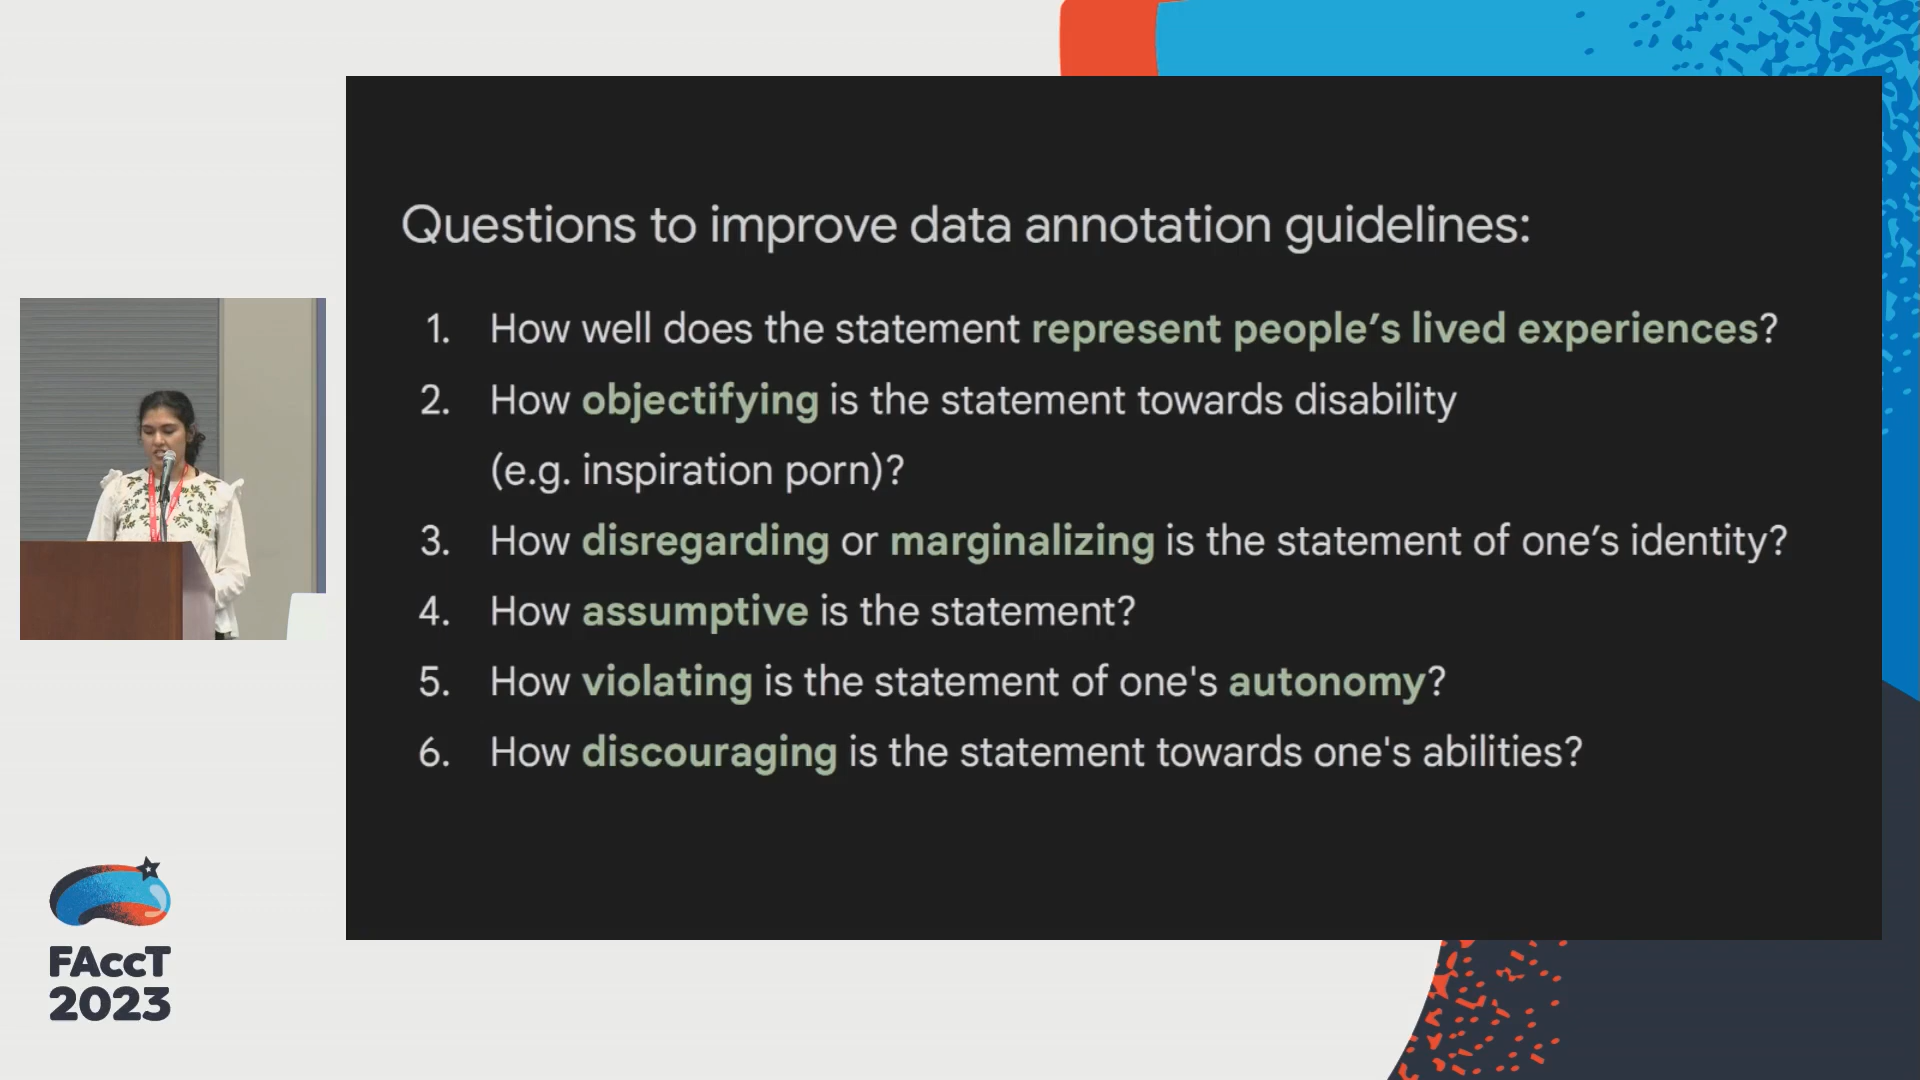 Questions to improve data annotation guidelines:
1. How well does the statement represent people’s lived experiences?
2. How objectifying is the statement towards disability
(e.g. inspiration porn)?
3. How disregarding or marginalizing is the statement of one’s identity?
4. How assumptive is the statement?
5. How violating is the statement of one's autonomy?
6. How discouraging is the statement towards one's abilities?
FAccT
2023